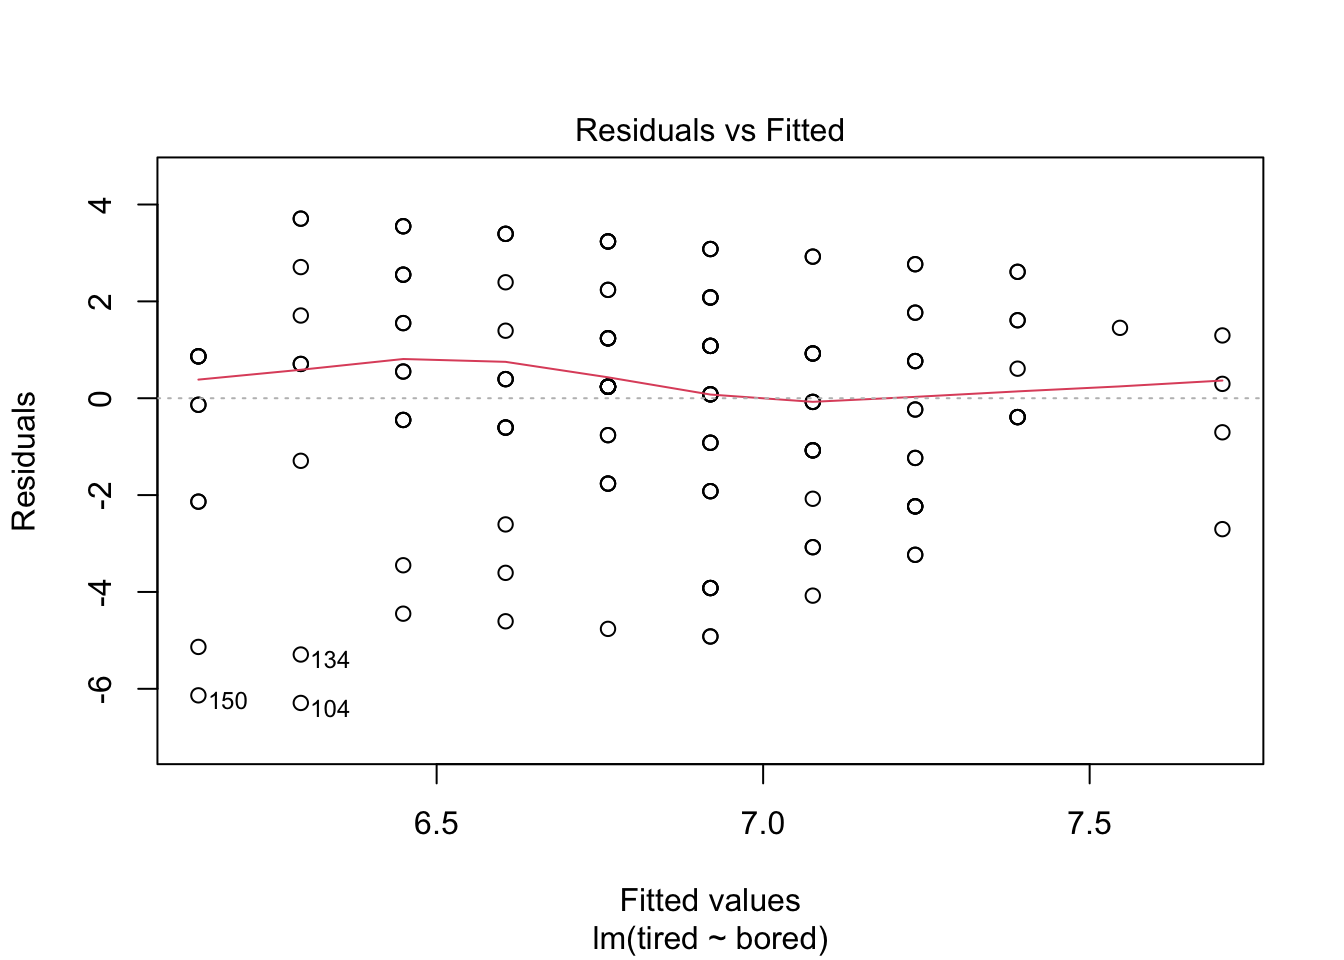 Residuals vs Fitted
Residuals
4
2
0
-2
-4
-6
134
150
104
6.5 7.0 7.5
Fitted values
lm(tired ~ bored)